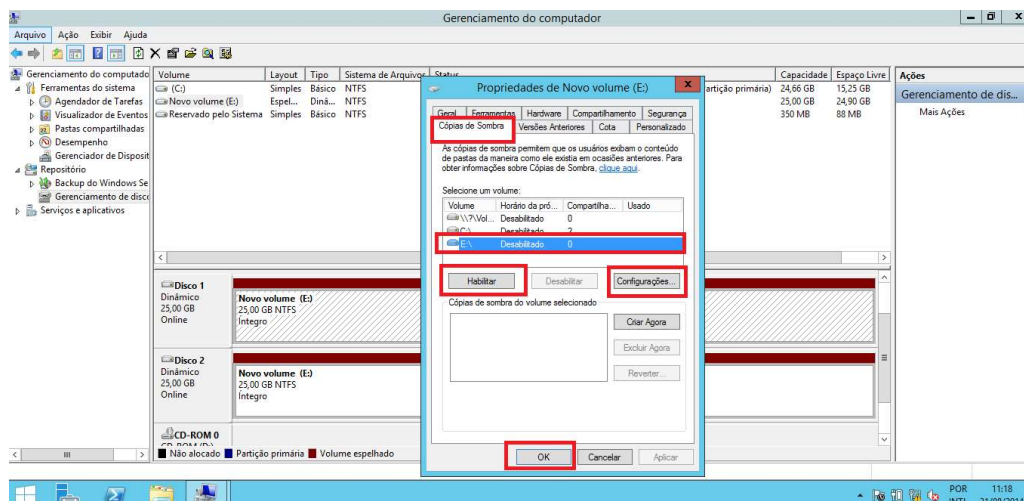 Gerenciamento do computador
Arquivo Ação Exibir Ajuda
Gerenciamento do computado
Ferramentas do sistema
Agendador de Tarefas
Visualizador de Eventos
Pastas compartilhadas
Desempenho
Gerenciador de Disposit
Repositório
Backup do Windows Se
Gerenciamento de disco
Serviços e aplicativos
Volume Layout Tipo Sistema de Arquivos Status Capacidade Espaço Livre
(C:) Simples Básico NTFS artição primária) 24,66 GB 15,25 GB
Novo volume (E:) Espel... Dinâ... NTFS 25,00 GB 24,90 GB
Reservado pelo Sistema Simples Básico NTFS 350 MB 88 MB
Ações
Gerenciamento de dis...
Mais Ações
Propriedades de Novo volume (E:)
Geral Ferramentas Hardware Compartilhamento Segurança
Cópias de Sombra Versões Anteriores Cota Personalizado
As cópias de sombra permitem que os usuários exibam o conteúdo
de pastas da maneira como ele existia em ocasiões anteriores. Para
obter informações sobre Cópias de Sombra, clique aqui.
Selecione um volume:
Volume Horário da pró... Compartilha... Usado
\\?\Vol... Desabilitado 0
C:\ Desabilitado 2
E:\ Desabilitado 0
Habilitar Desabilitar Configurações...
Cópias de sombra do volume selecionado
Criar Agora
Excluir Agora
Reverter...
OK Cancelar Aplicar
Disco 1
Dinâmico
25,00 GB
Online
Novo volume (E:)
25,00 GB NTFS
Íntegro
Disco 2
Dinâmico
25,00 GB
Online
Novo volume (E:)
25,00 GB NTFS
Íntegro
CD-ROM 0
CD-ROM (D:)
Não alocado Partição primária Volume espelhado
POR 11:18
INTL 21/08/2014